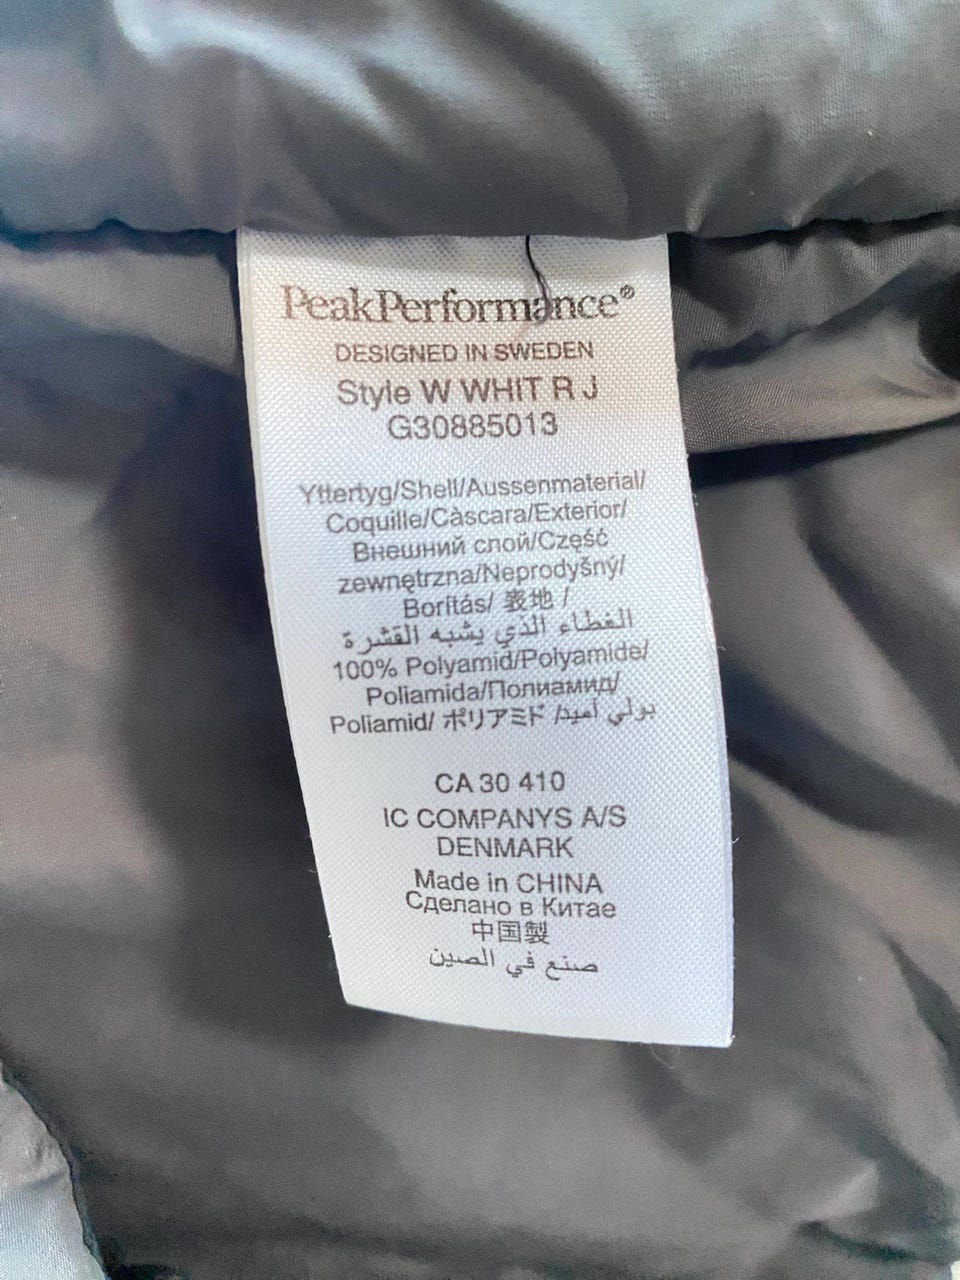 PeakPerformance®
DESIGNED IN SWEDEN
Style W WHIT R J
G30885013
Yttertyg/Shell/Aussenmaterial/
Coquille/Càscara/Exterior/
Внешний слой/Część
zewnętrzna/Neprodyšný/
Borítás/ 表地 /
الغطاء الذي يشبه القشرة
100% Polyamid/Polyamide/
Poliamida/Полиамид/
Poliamid/ ポリアミド /بولي أميد
CA 30 410
IC COMPANYS A/S
DENMARK
Made in CHINA
Сделано в Китае
中国製
صنع في الصين